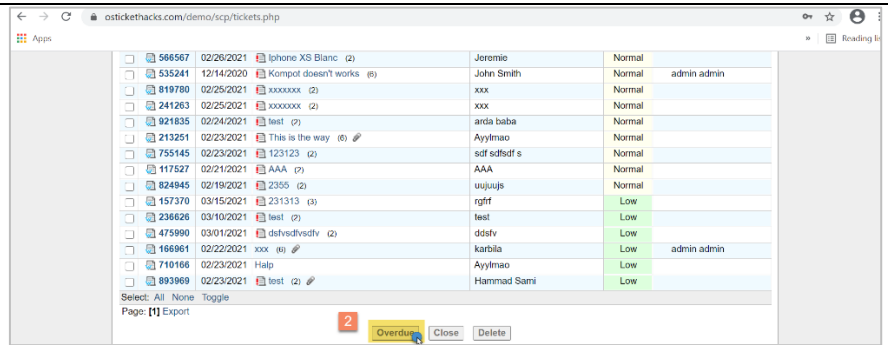 ostickethacks.com/demo/scp/tickets.php
Apps » Reading
566567 02/26/2021 Iphone XS Blanc (2) Jeremie Normal
535241 12/14/2020 Kompot doesn't works (6) John Smith Normal admin admin
819780 02/25/2021 xxxxxxx (2) xxx Normal
241263 02/25/2021 xxxxxxx (2) xxx Normal
921835 02/24/2021 test (2) arda baba Normal
213251 02/23/2021 This is the way (6) Ayylmao Normal
755145 02/23/2021 123123 (2) sdf sdfsdf s Normal
117527 02/21/2021 AAA (2) AAA Normal
824945 02/19/2021 2355 (2) uujuujs Normal
157370 03/15/2021 231313 (3) rgfrf Low
236626 03/10/2021 test (2) test Low
475990 03/01/2021 dsfvsdfvsdfv (2) ddsfv Low
166961 02/22/2021 xxx (6) karbila Low admin admin
710166 02/23/2021 Halp Ayylmao Low
893969 02/23/2021 test (2) Hammad Sami Low
Select: All None Toggle
Page: [1] Export
2
Overdue Close Delete